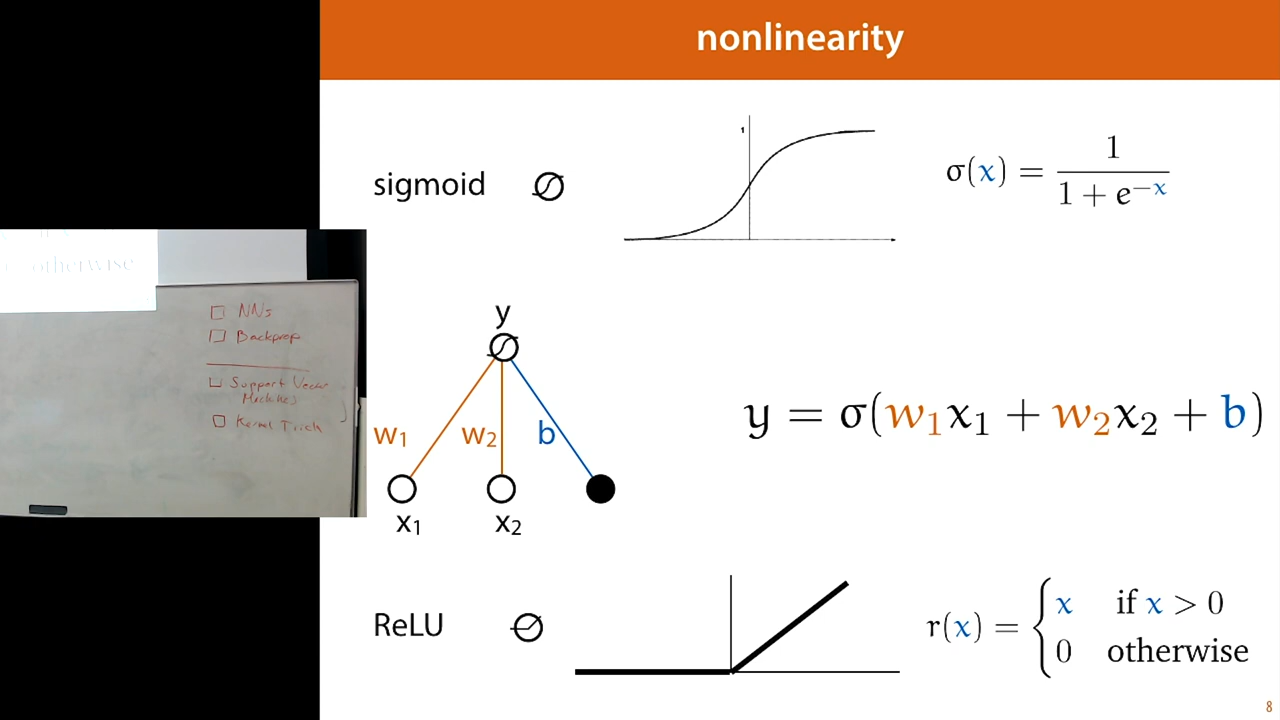 nonlinearity
sigmoid
1
σ(x) = 1 / (1 + e^{−x})
otherwise
NNs
Backprop
Support Vector
Machines
Kernel Trick
y
w₁
w₂
b
x₁
x₂
y = σ(w₁x₁ + w₂x₂ + b)
ReLU
r(x) = { x if x > 0
0 otherwise
8